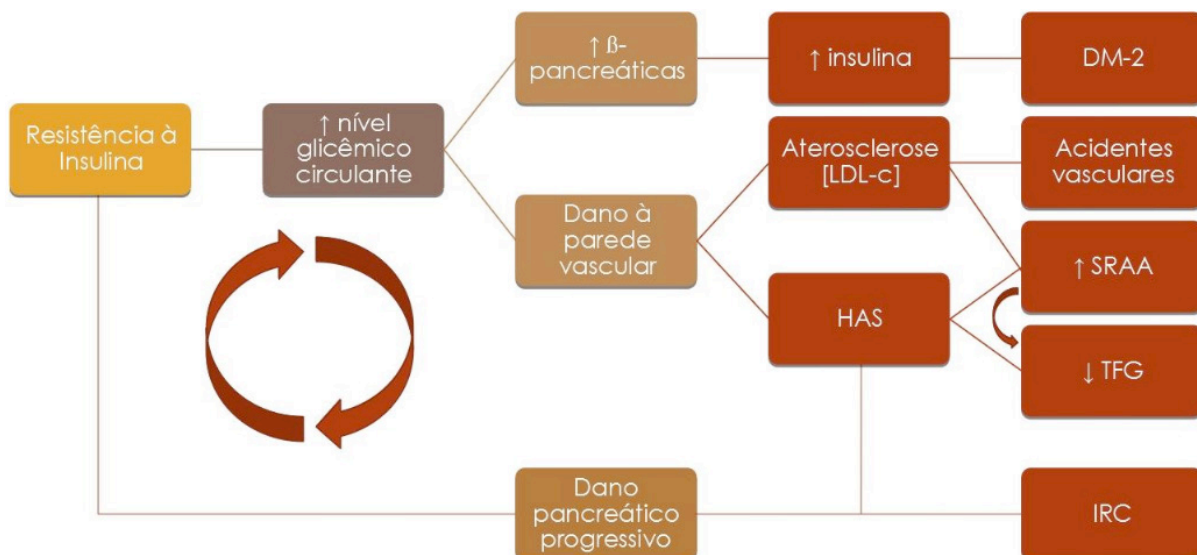 Resistência à
Insulina
↑ nível
glicêmico
circulante
↑ ß-
pancreáticas
↑ insulina
DM-2
Dano à
parede
vascular
Aterosclerose
[LDL-c]
Acidentes
vasculares
HAS
↑ SRAA
↓ TFG
Dano
pancreático
progressivo
IRC